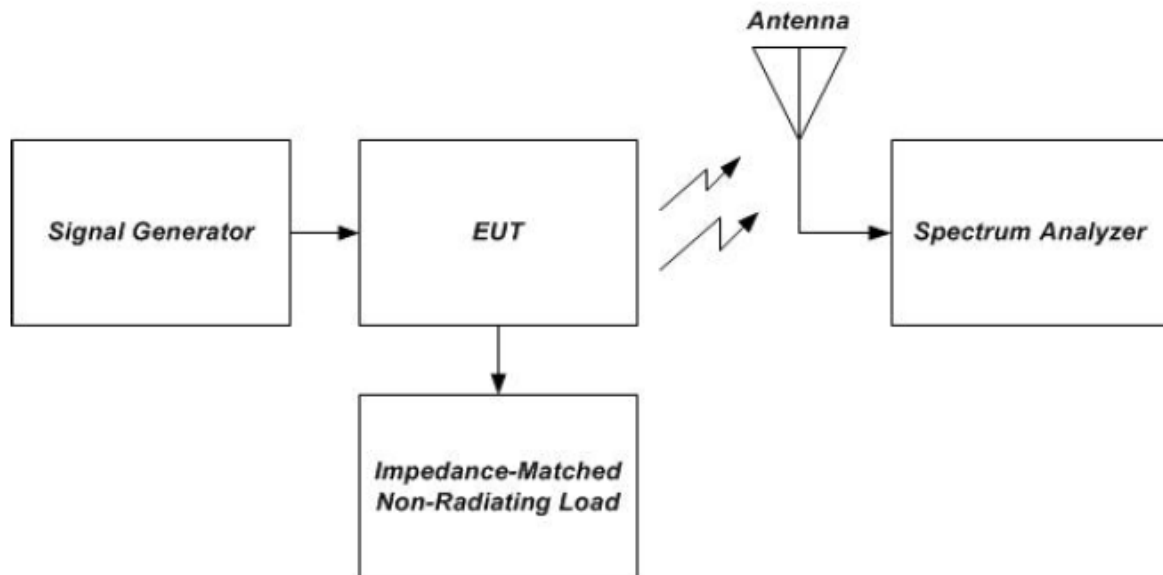 Antenna
Signal Generator
EUT
Spectrum Analyzer
Impedance-Matched
Non-Radiating Load